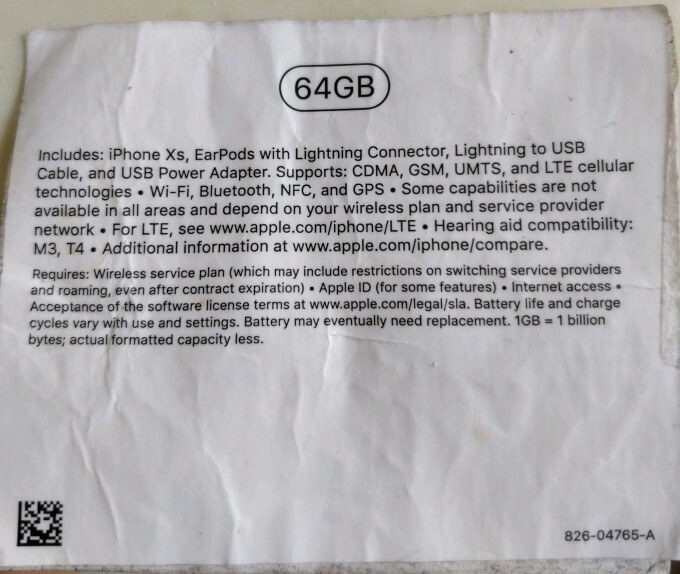 64GB
Includes: iPhone Xs, EarPods with Lightning Connector, Lightning to USB
Cable, and USB Power Adapter. Supports: CDMA, GSM, UMTS, and LTE cellular
technologies • Wi-Fi, Bluetooth, NFC, and GPS • Some capabilities are not
available in all areas and depend on your wireless plan and service provider
network • For LTE, see www.apple.com/iphone/LTE • Hearing aid compatibility:
M3, T4 • Additional information at www.apple.com/iphone/compare.
Requires: Wireless service plan (which may include restrictions on switching service providers
and roaming, even after contract expiration) • Apple ID (for some features) • Internet access •
Acceptance of the software license terms at www.apple.com/legal/sla. Battery life and charge
cycles vary with use and settings. Battery may eventually need replacement. 1GB = 1 billion
bytes; actual formatted capacity less.
826-04765-A